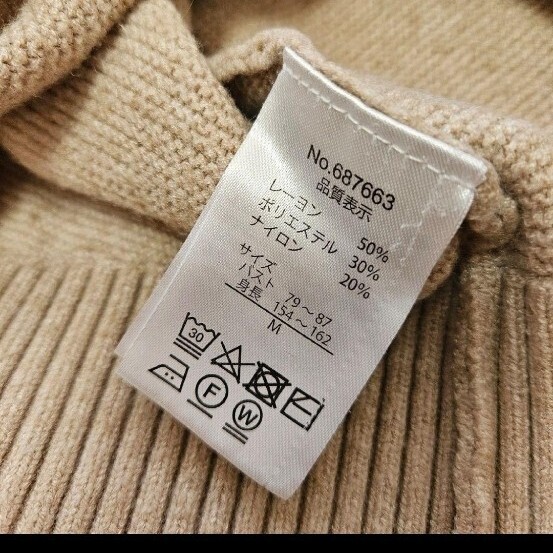 No.687663
品質表示
レーヨン 50%
ポリエステル 30%
ナイロン 20%
サイズ
バスト 79～87
身長 154～162
M
30
F W